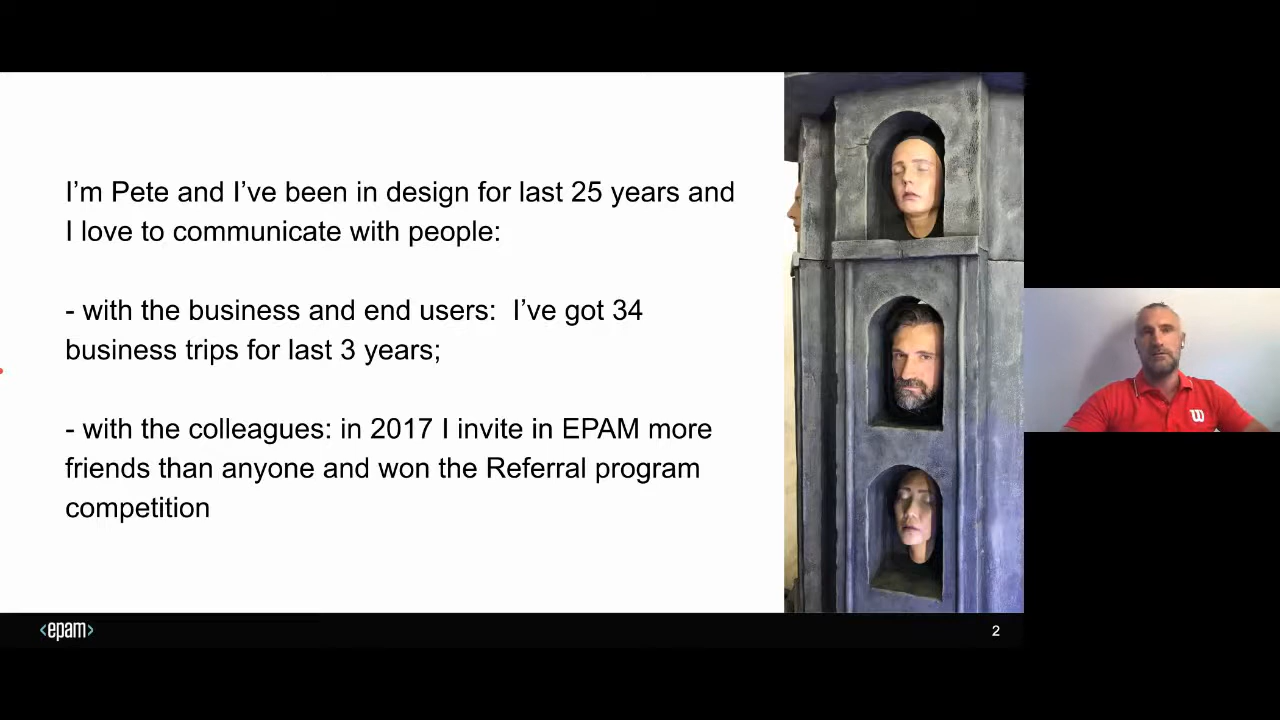 I’m Pete and I’ve been in design for last 25 years and
I love to communicate with people:
- with the business and end users:  I’ve got 34
business trips for last 3 years;
- with the colleagues: in 2017 I invite in EPAM more
friends than anyone and won the Referral program
competition
<epam>
2
W